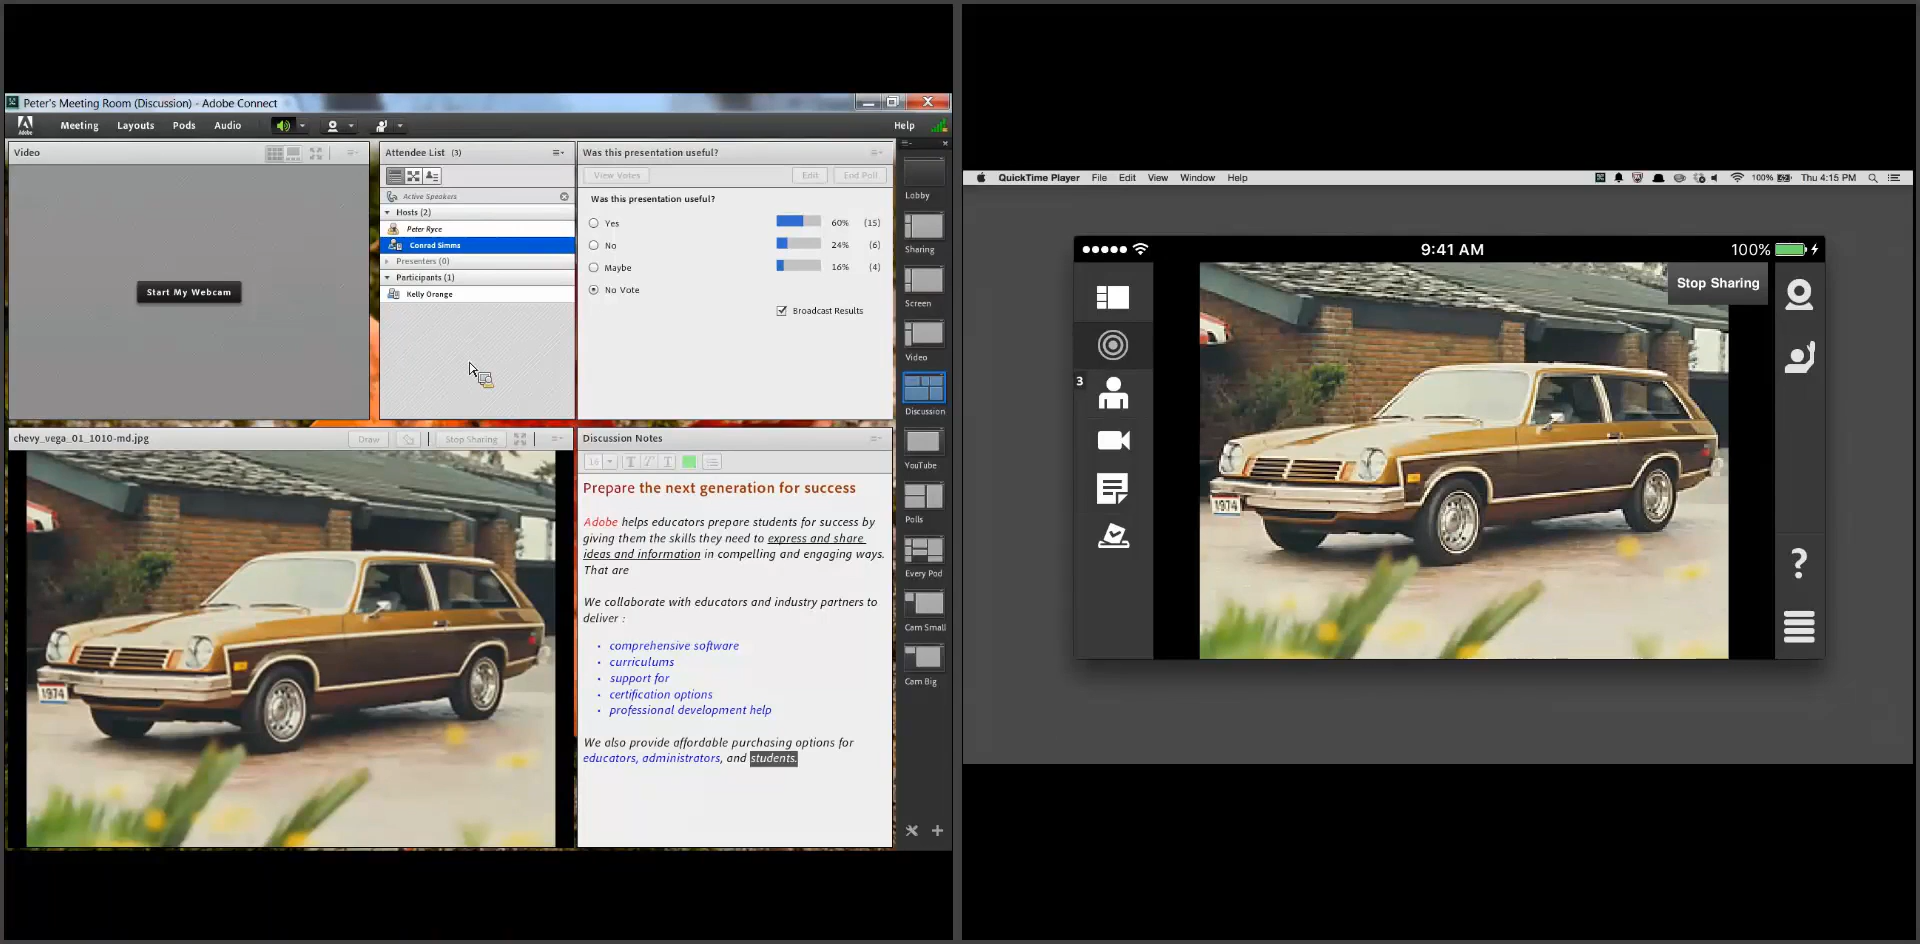 Peter's Meeting Room (Discussion) - Adobe Connect
Adobe
Meeting Layouts Pods Audio Help
Video
Start My Webcam
Attendee List (3)
Active Speakers
Hosts (2)
Peter Ryce
Conrad Simms
Presenters (0)
Participants (1)
Kelly Orange
Was this presentation useful?
View Votes Edit End Poll
Was this presentation useful?
Yes 60% (15)
No 24% (6)
Maybe 16% (4)
No Vote
Broadcast Results
Lobby
Sharing
Screen
Video
Discussion
YouTube
Polls
Every Pod
Cam Small
Cam Big
chevy_vega_01_1010-md.jpg Draw Stop Sharing
1974
Discussion Notes
16 T T T
Prepare the next generation for success
Adobe helps educators prepare students for success by
giving them the skills they need to express and share
ideas and information in compelling and engaging ways.
That are
We collaborate with educators and industry partners to
deliver :
• comprehensive software
• curriculums
• support for
• certification options
• professional development help
We also provide affordable purchasing options for
educators, administrators, and students.
QuickTime Player File Edit View Window Help 100% Thu 4:15 PM
9:41 AM 100%
Stop Sharing
3
1974
?